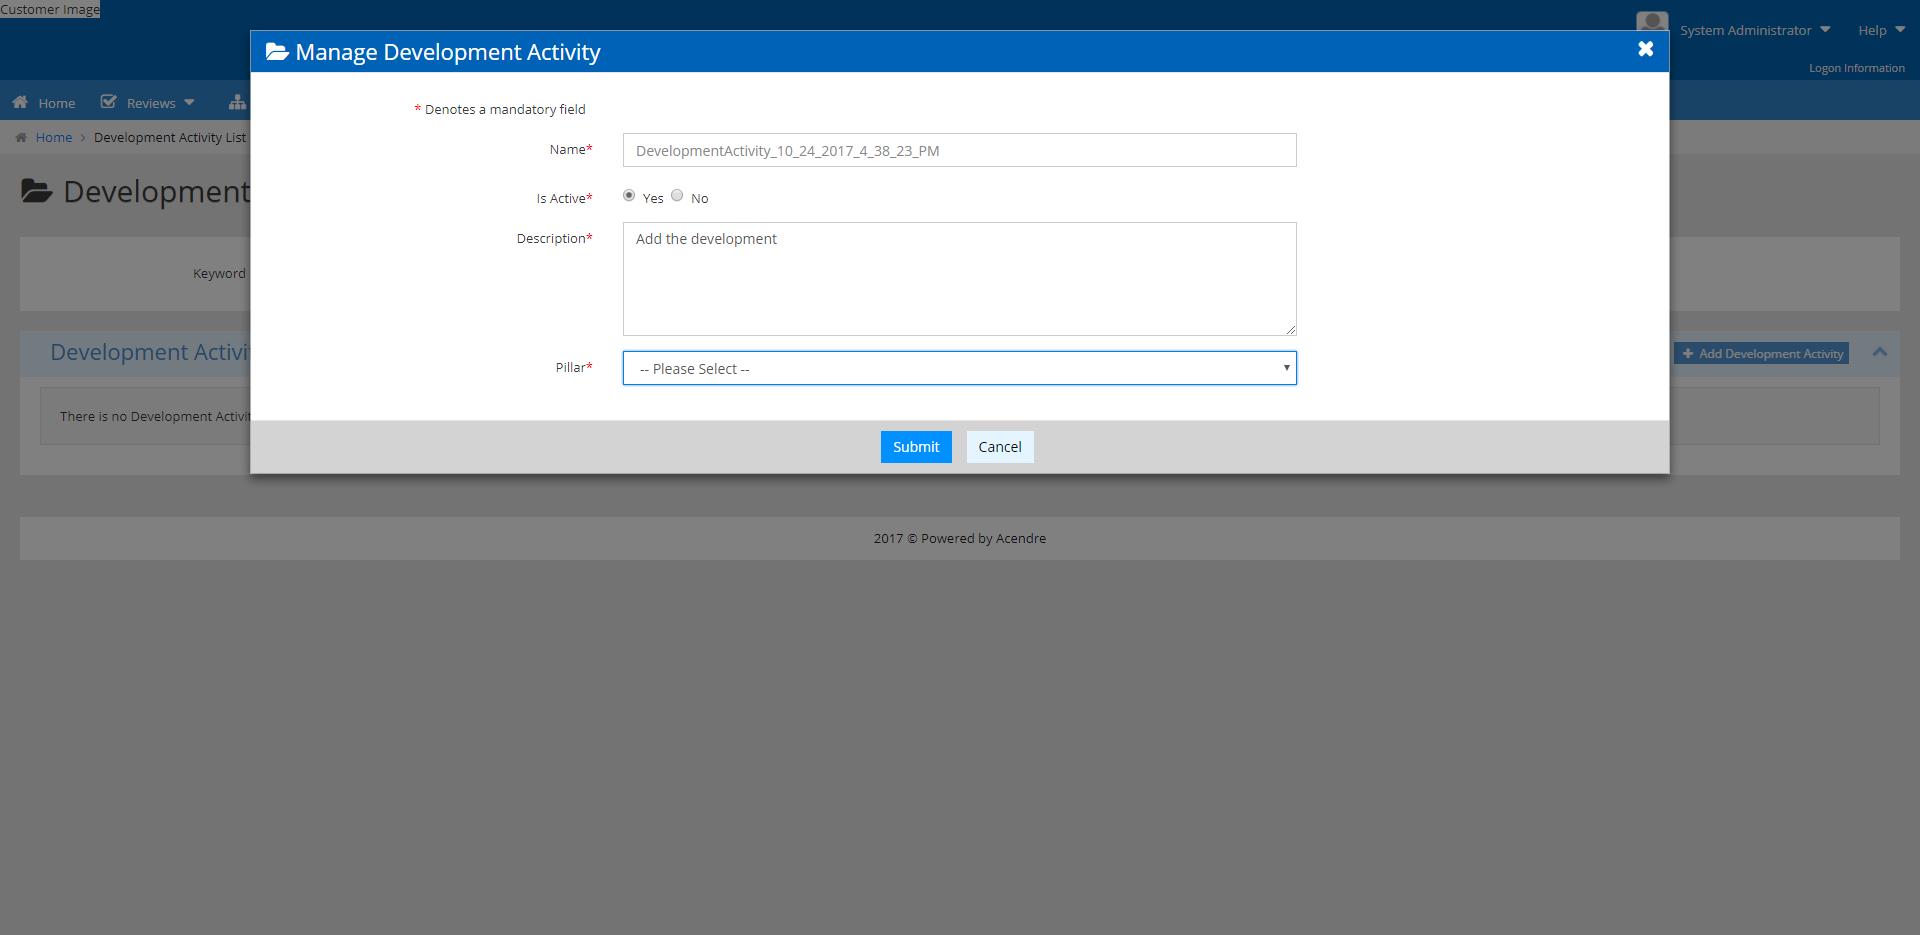 Customer Image
System Administrator
Help
Logon Information
Manage Development Activity
Home
Reviews
Home > Development Activity List
* Denotes a mandatory field
Name*
DevelopmentActivity_10_24_2017_4_38_23_PM
Development
Is Active*
Yes
No
Description*
Add the development
Keyword
Pillar*
-- Please Select --
Development Activi
+ Add Development Activity
There is no Development Activit
Submit
Cancel
2017 © Powered by Acendre